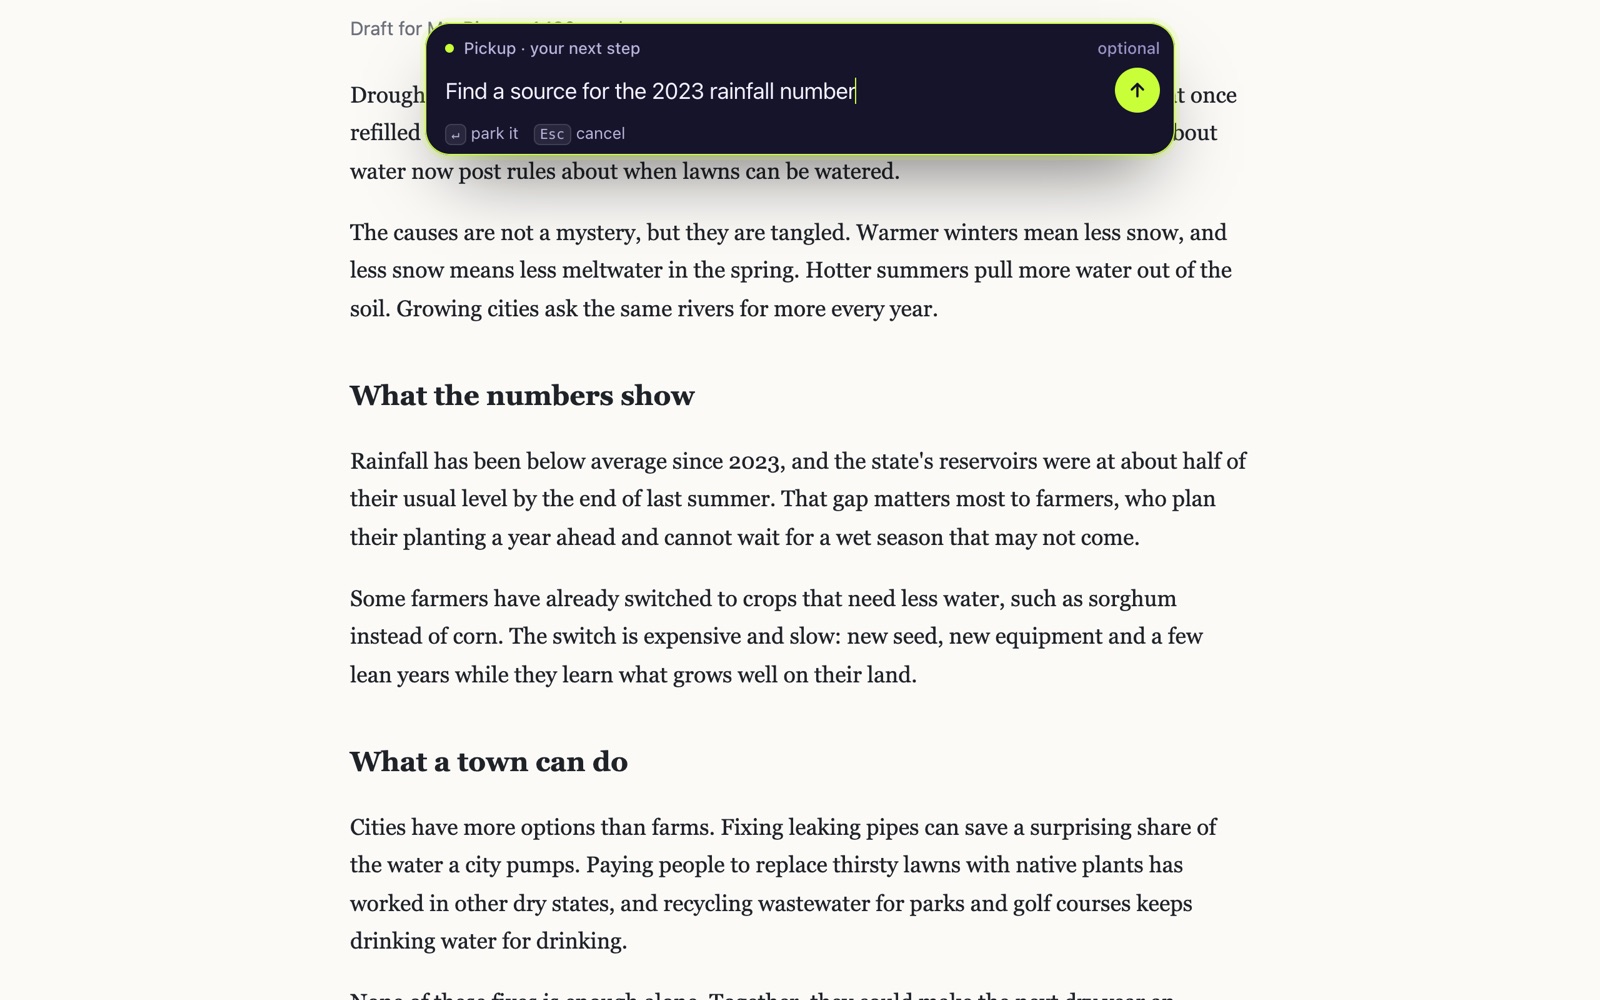 Draft for
Pickup · your next step
optional
Find a source for the 2023 rainfall number
↵ park it Esc cancel
once
refilled
water now post rules about when lawns can be watered.
The causes are not a mystery, but they are tangled. Warmer winters mean less snow, and
less snow means less meltwater in the spring. Hotter summers pull more water out of the
soil. Growing cities ask the same rivers for more every year.
What the numbers show
Rainfall has been below average since 2023, and the state's reservoirs were at about half of
their usual level by the end of last summer. That gap matters most to farmers, who plan
their planting a year ahead and cannot wait for a wet season that may not come.
Some farmers have already switched to crops that need less water, such as sorghum
instead of corn. The switch is expensive and slow: new seed, new equipment and a few
lean years while they learn what grows well on their land.
What a town can do
Cities have more options than farms. Fixing leaking pipes can save a surprising share of
the water a city pumps. Paying people to replace thirsty lawns with native plants has
worked in other dry states, and recycling wastewater for parks and golf courses keeps
drinking water for drinking.